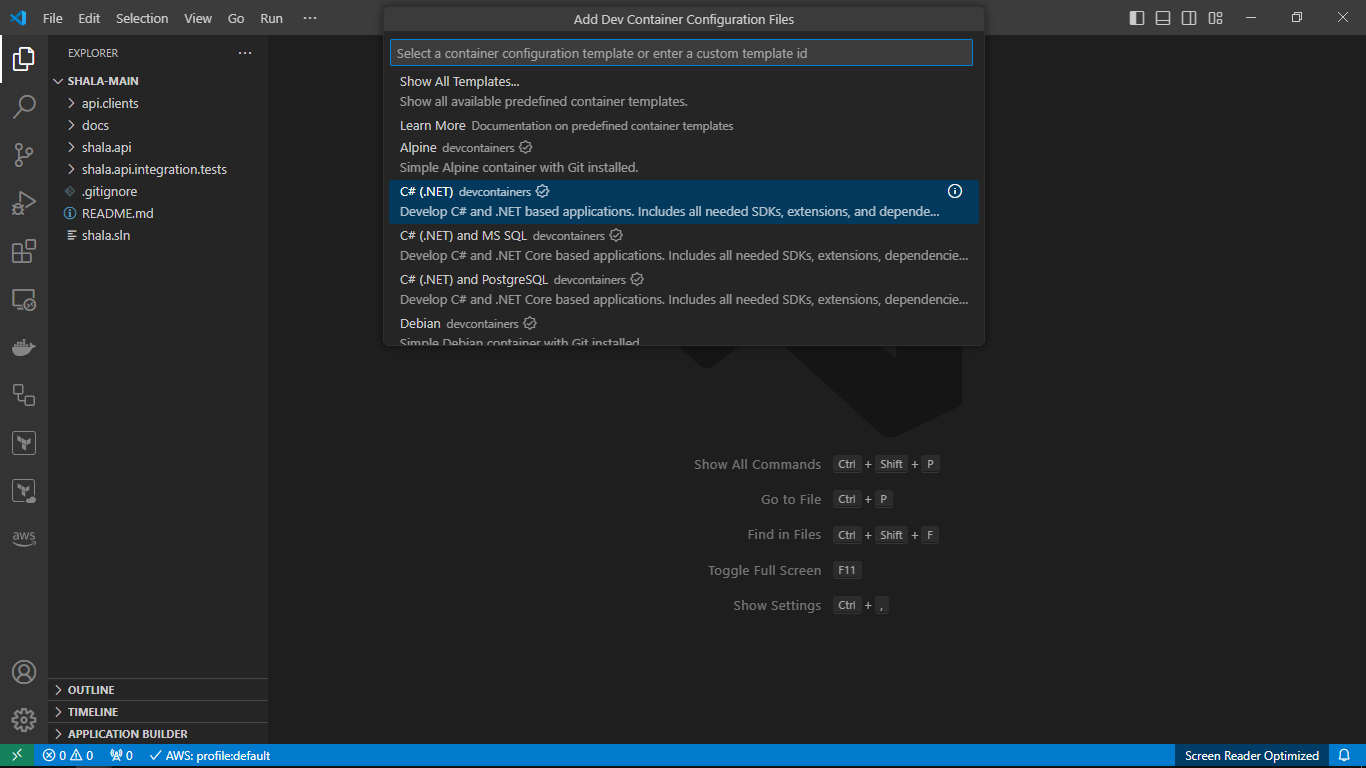 File Edit Selection View Go Run ···
Add Dev Container Configuration Files
Select a container configuration template or enter a custom template id
Show All Templates...
Show all available predefined container templates.
Learn More Documentation on predefined container templates
Alpine devcontainers
Simple Alpine container with Git installed.
C# (.NET) devcontainers
Develop C# and .NET based applications. Includes all needed SDKs, extensions, and depende...
C# (.NET) and MS SQL devcontainers
Develop C# and .NET Core based applications. Includes all needed SDKs, extensions, dependencie...
C# (.NET) and PostgreSQL devcontainers
Develop C# and .NET Core based applications. Includes all needed SDKs, extensions, dependencie...
Debian devcontainers
Simple Debian container with Git installed
EXPLORER ···
SHALA-MAIN
api.clients
docs
shala.api
shala.api.integration.tests
.gitignore
README.md
shala.sln
aws
OUTLINE
TIMELINE
APPLICATION BUILDER
Show All Commands Ctrl + Shift + P
Go to File Ctrl + P
Find in Files Ctrl + Shift + F
Toggle Full Screen F11
Show Settings Ctrl + ,
0 0 0 AWS: profile:default Screen Reader Optimized